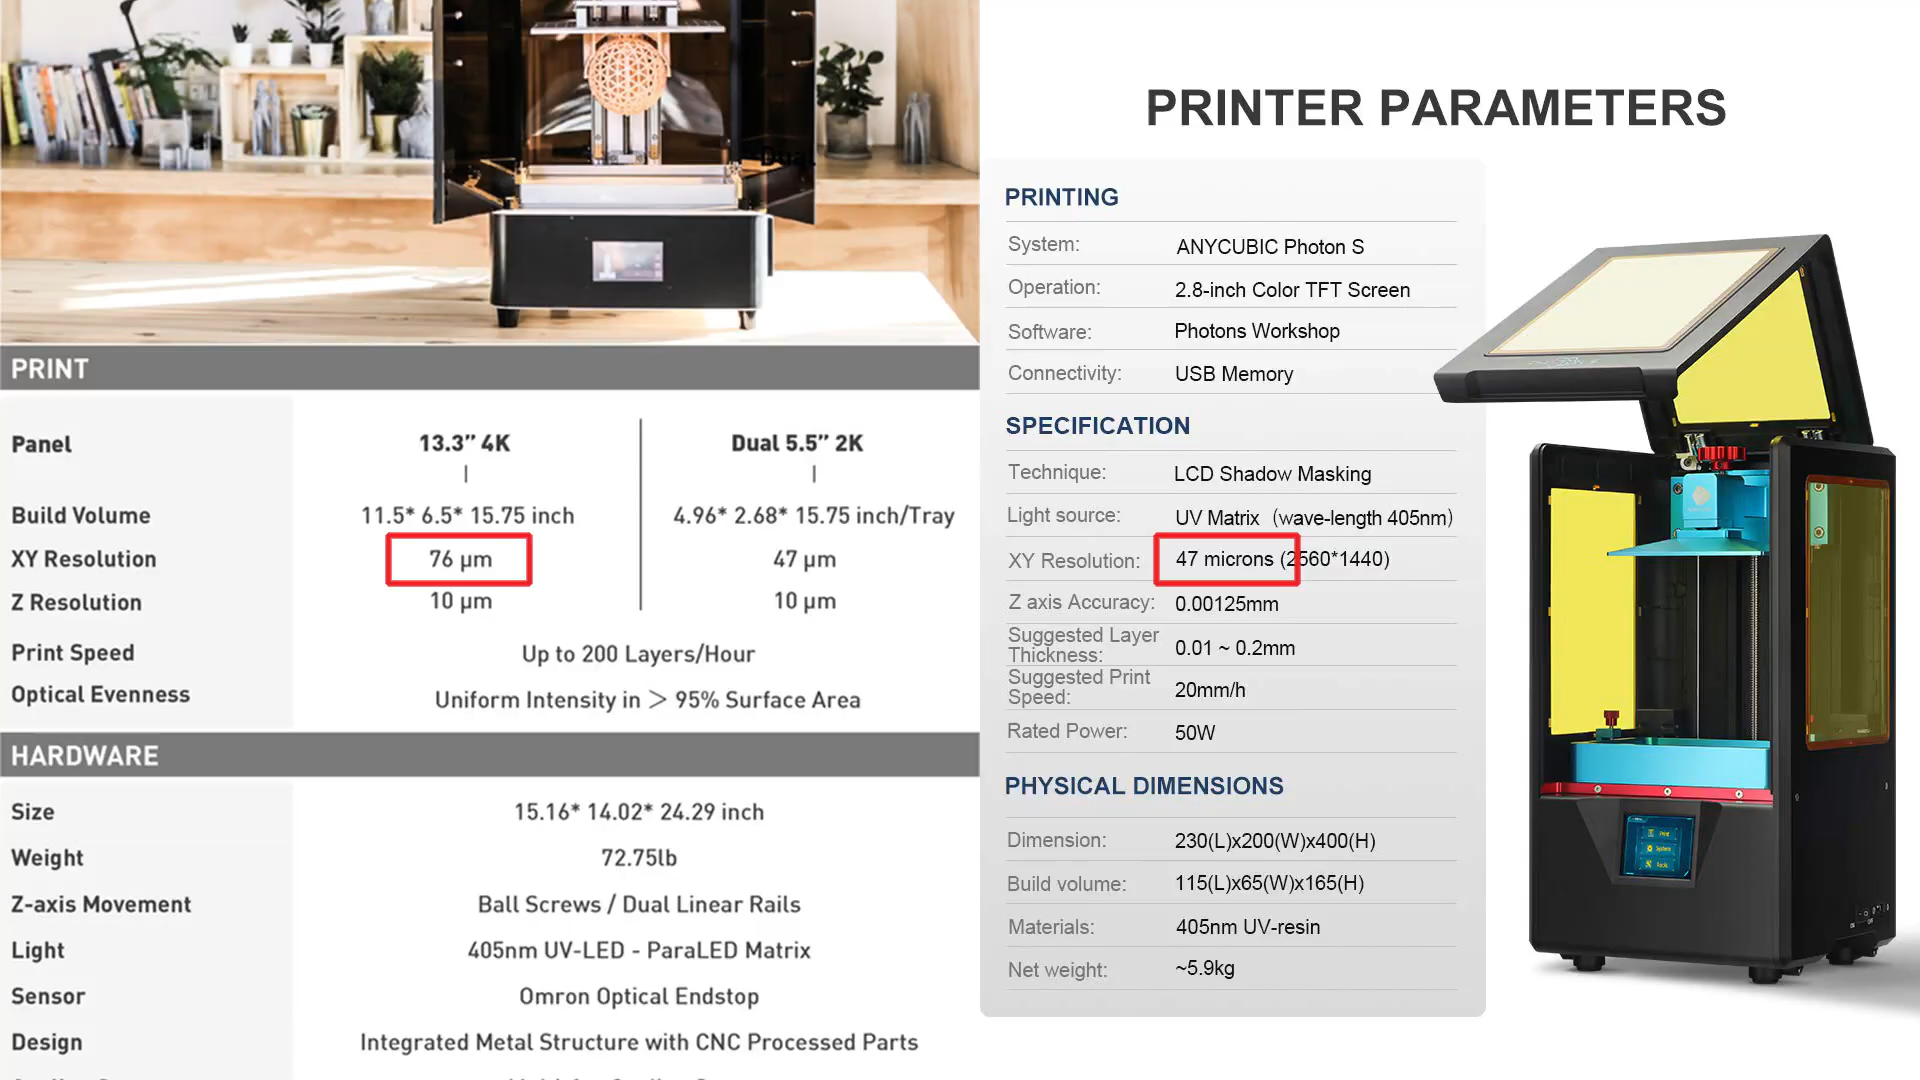 PRINT
Panel 13.3” 4K Dual 5.5” 2K
Build Volume 11.5* 6.5* 15.75 inch 4.96* 2.68* 15.75 inch/Tray
XY Resolution 76 μm 47 μm
Z Resolution 10 μm 10 μm
Print Speed Up to 200 Layers/Hour
Optical Evenness Uniform Intensity in > 95% Surface Area
HARDWARE
Size 15.16* 14.02* 24.29 inch
Weight 72.75lb
Z-axis Movement Ball Screws / Dual Linear Rails
Light 405nm UV-LED - ParaLED Matrix
Sensor Omron Optical Endstop
Design Integrated Metal Structure with CNC Processed Parts
Dual
PRINTER PARAMETERS
PRINTING
System: ANYCUBIC Photon S
Operation: 2.8-inch Color TFT Screen
Software: Photons Workshop
Connectivity: USB Memory
SPECIFICATION
Technique: LCD Shadow Masking
Light source: UV Matrix (wave-length 405nm)
XY Resolution: 47 microns (2560*1440)
Z axis Accuracy: 0.00125mm
Suggested Layer
Thickness: 0.01 ~ 0.2mm
Suggested Print
Speed: 20mm/h
Rated Power: 50W
PHYSICAL DIMENSIONS
Dimension: 230(L)x200(W)x400(H)
Build volume: 115(L)x65(W)x165(H)
Materials: 405nm UV-resin
Net weight: ~5.9kg
Print
System
Tools